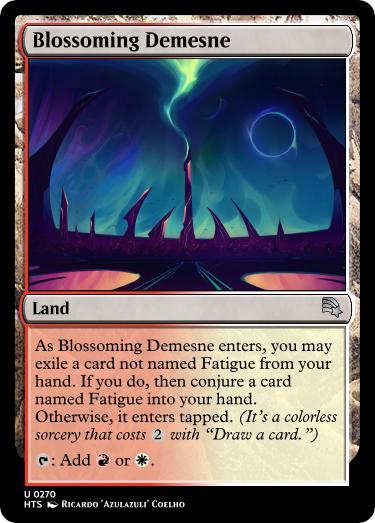 Blossoming Demesne
Land
As Blossoming Demesne enters, you may
exile a card not named Fatigue from your
hand. If you do, then conjure a card
named Fatigue into your hand.
Otherwise, it enters tapped. (It's a colorless
sorcery that costs 2 with “Draw a card.”)
: Add or .
U 0270
HTS Ricardo 'Azulazuli' Coelho